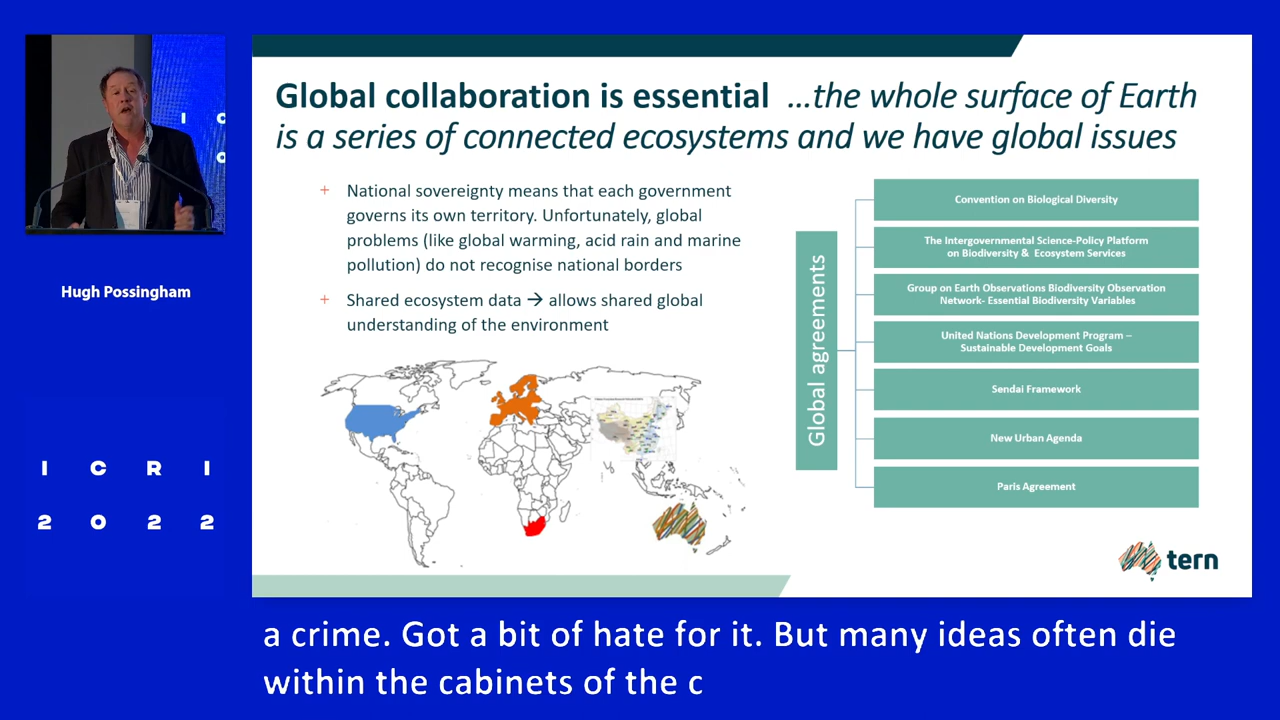 Global collaboration is essential ...the whole surface of Earth
is a series of connected ecosystems and we have global issues
+ National sovereignty means that each government
governs its own territory. Unfortunately, global
problems (like global warming, acid rain and marine
pollution) do not recognise national borders
+ Shared ecosystem data → allows shared global
understanding of the environment
Global agreements
Convention on Biological Diversity
The Intergovernmental Science-Policy Platform
on Biodiversity & Ecosystem Services
Group on Earth Observations Biodiversity Observation
Network- Essential Biodiversity Variables
United Nations Development Program –
Sustainable Development Goals
Sendai Framework
New Urban Agenda
Paris Agreement
tern
I C
O
Hugh Possingham
I C R I
2 0 2 2
a crime. Got a bit of hate for it. But many ideas often die
within the cabinets of the c